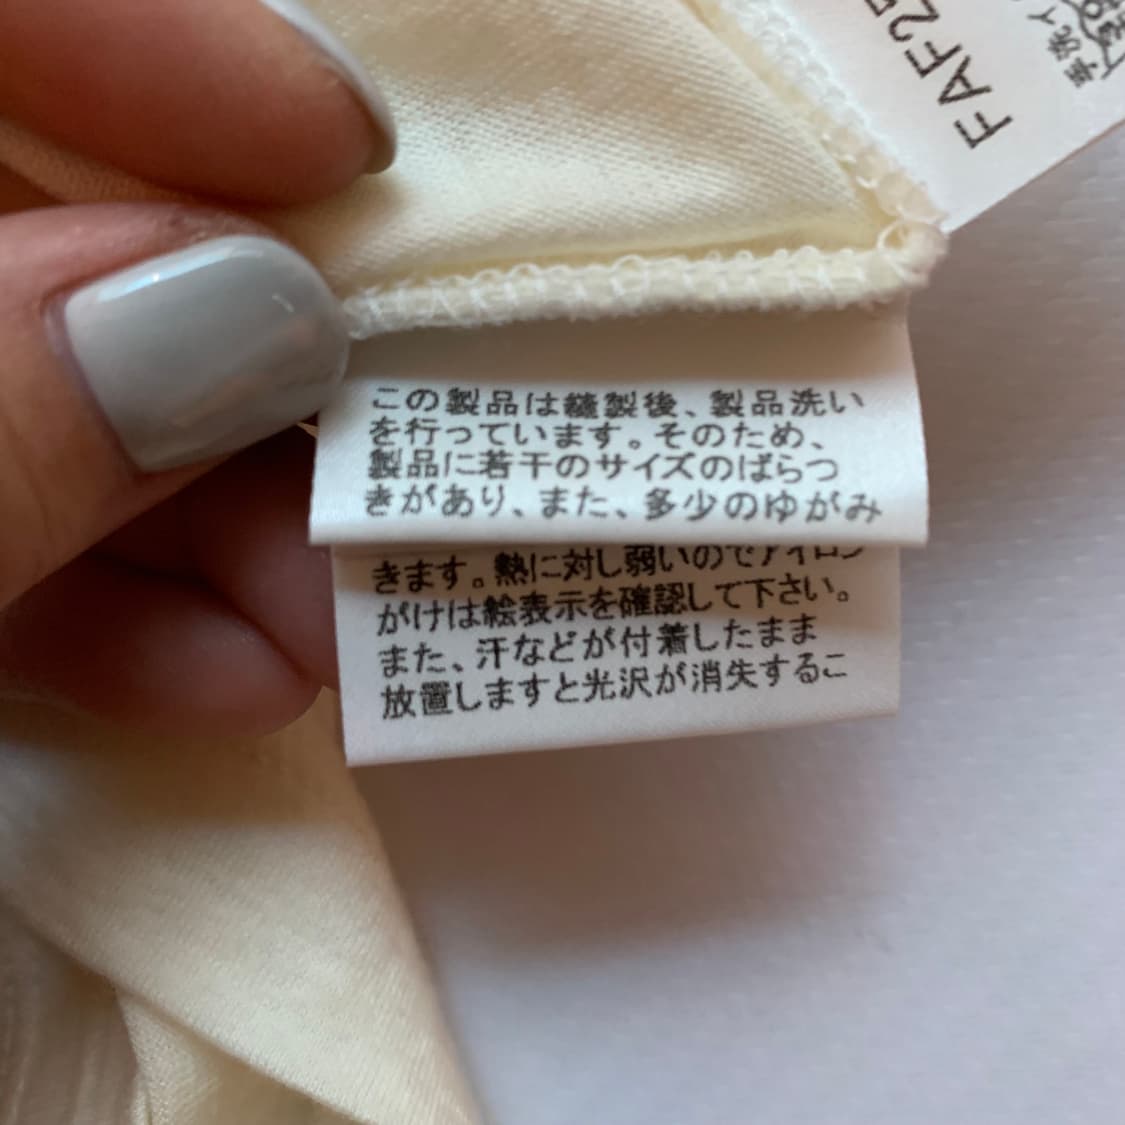 この製品は縫製後、製品洗い
を行っています。そのため、
製品に若干のサイズのばらつ
きがあり、また、多少のゆがみ
きます。熱に対し弱いのでアイロン
がけは絵表示を確認して下さい。
また、汗などが付着したまま
放置しますと光沢が消失するこ
FAF25